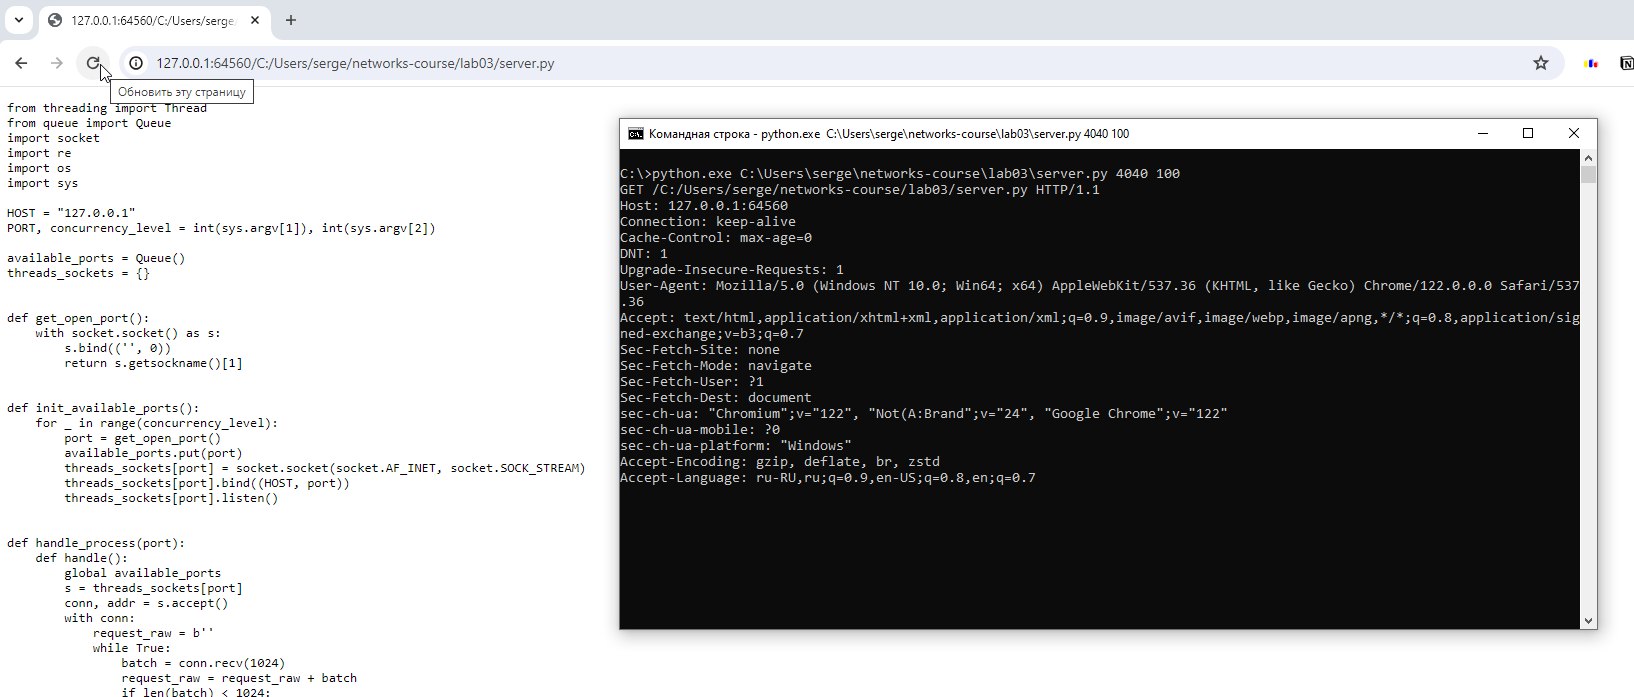 127.0.0.1:64560/C:/Users/serge
127.0.0.1:64560/C:/Users/serge/networks-course/lab03/server.py
Обновить эту страницу
from threading import Thread
from queue import Queue
import socket
import re
import os
import sys
HOST = "127.0.0.1"
PORT, concurrency_level = int(sys.argv[1]), int(sys.argv[2])
available_ports = Queue()
threads_sockets = {}
def get_open_port():
    with socket.socket() as s:
        s.bind(('', 0))
        return s.getsockname()[1]
def init_available_ports():
    for _ in range(concurrency_level):
        port = get_open_port()
        available_ports.put(port)
        threads_sockets[port] = socket.socket(socket.AF_INET, socket.SOCK_STREAM)
        threads_sockets[port].bind((HOST, port))
        threads_sockets[port].listen()
def handle_process(port):
    def handle():
        global available_ports
        s = threads_sockets[port]
        conn, addr = s.accept()
        with conn:
            request_raw = b''
            while True:
                batch = conn.recv(1024)
                request_raw = request_raw + batch
                if len(batch) < 1024:
Командная строка - python.exe C:\Users\serge\networks-course\lab03\server.py 4040 100
C:\>python.exe C:\Users\serge\networks-course\lab03\server.py 4040 100
GET /C:/Users/serge/networks-course/lab03/server.py HTTP/1.1
Host: 127.0.0.1:64560
Connection: keep-alive
Cache-Control: max-age=0
DNT: 1
Upgrade-Insecure-Requests: 1
User-Agent: Mozilla/5.0 (Windows NT 10.0; Win64; x64) AppleWebKit/537.36 (KHTML, like Gecko) Chrome/122.0.0.0 Safari/537
.36
Accept: text/html,application/xhtml+xml,application/xml;q=0.9,image/avif,image/webp,image/apng,*/*;q=0.8,application/sig
ned-exchange;v=b3;q=0.7
Sec-Fetch-Site: none
Sec-Fetch-Mode: navigate
Sec-Fetch-User: ?1
Sec-Fetch-Dest: document
sec-ch-ua: "Chromium";v="122", "Not(A:Brand";v="24", "Google Chrome";v="122"
sec-ch-ua-mobile: ?0
sec-ch-ua-platform: "Windows"
Accept-Encoding: gzip, deflate, br, zstd
Accept-Language: ru-RU,ru;q=0.9,en-US;q=0.8,en;q=0.7